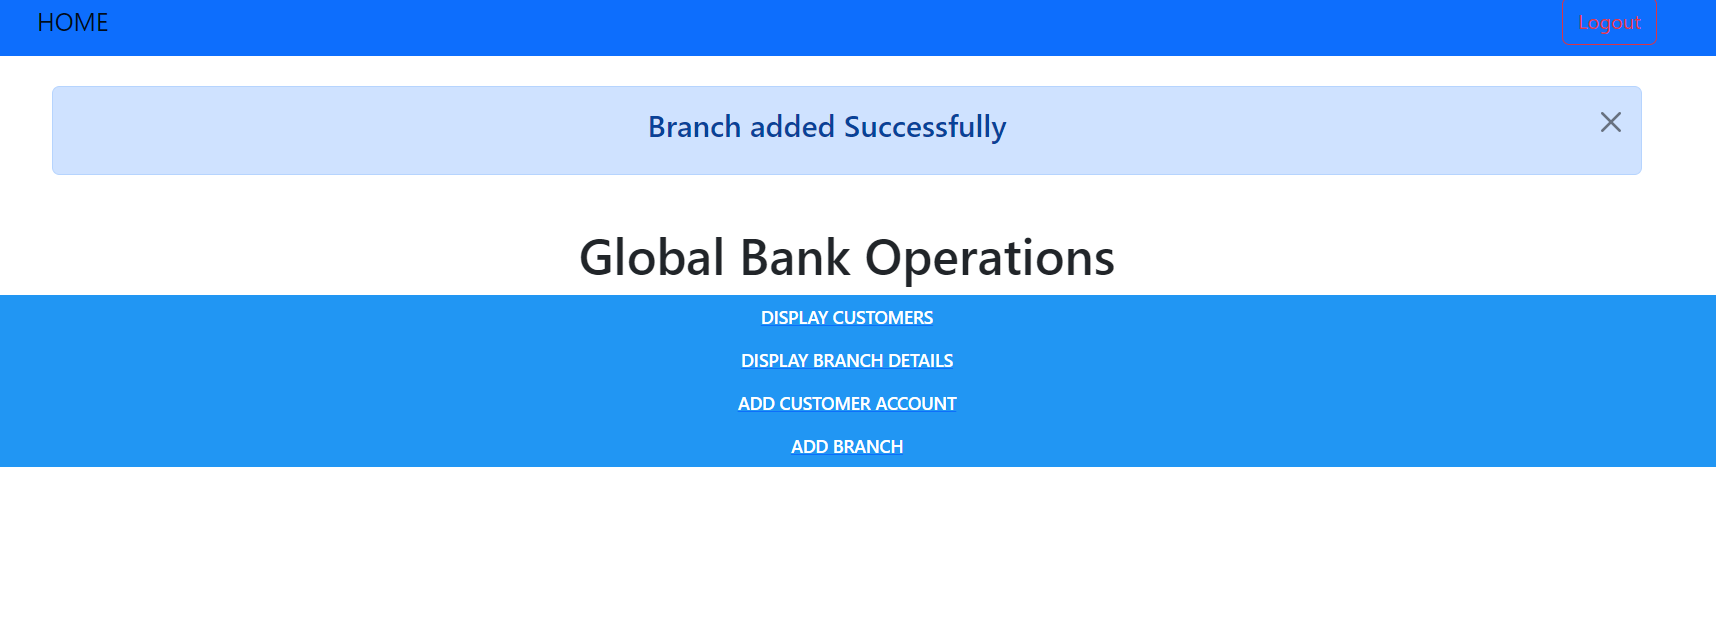 HOME
Logout
Branch added Successfully
Global Bank Operations
DISPLAY CUSTOMERS
DISPLAY BRANCH DETAILS
ADD CUSTOMER ACCOUNT
ADD BRANCH